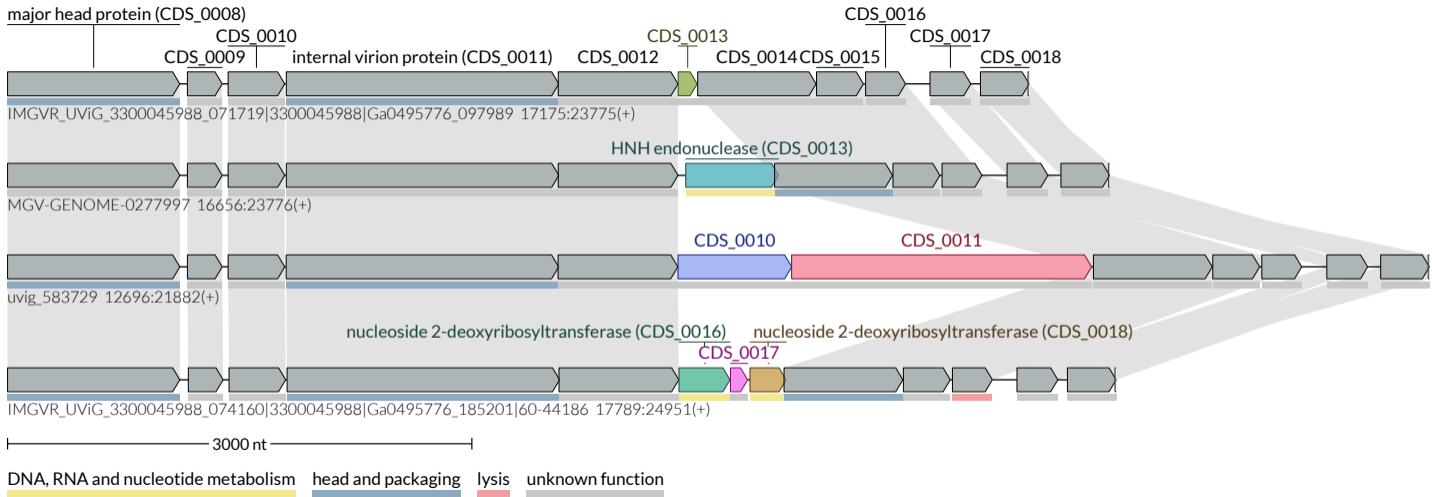 major head protein (CDS_0008)
CDS_0016
CDS_0010
CDS_0013
CDS_0017
CDS_0009
internal virion protein (CDS_0011)
CDS_0012
CDS_0014
CDS_0015
CDS_0018
IMGVR_UViG_3300045988_071719|3300045988|Ga0495776_097989 17175:23775(+)
HNH endonuclease (CDS_0013)
MGV-GENOME-0277997 16656:23776(+)
CDS_0010
CDS_0011
uvig_583729 12696:21882(+)
nucleoside 2-deoxyribosyltransferase (CDS_0016)
nucleoside 2-deoxyribosyltransferase (CDS_0018)
CDS_0017
IMGVR_UViG_3300045988_074160|3300045988|Ga0495776_185201|60-44186 17789:24951(+)
3000 nt
DNA, RNA and nucleotide metabolism
head and packaging
lysis
unknown function